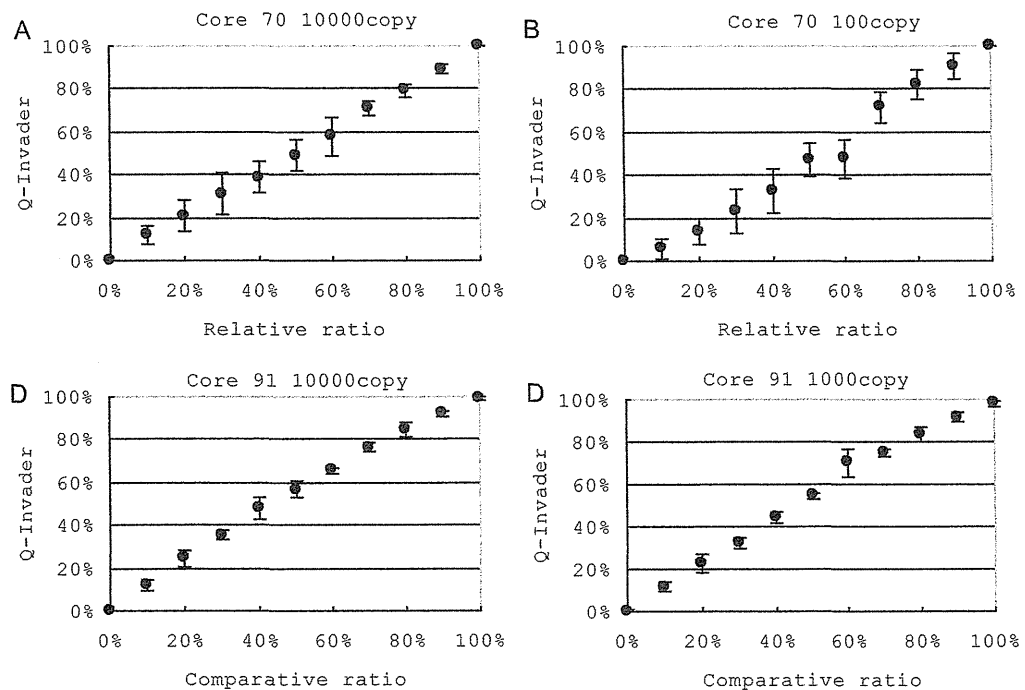 A
Core 70 10000copy
100%
80%
60%
40%
20%
0%
Q-Invader
0% 20% 40% 60% 80% 100%
Relative ratio
B
Core 70 100copy
100%
80%
60%
40%
20%
0%
Q-Invader
0% 20% 40% 60% 80% 100%
Relative ratio
D
Core 91 10000copy
100%
80%
60%
40%
20%
0%
Q-Invader
0% 20% 40% 60% 80% 100%
Comparative ratio
D
Core 91 1000copy
100%
80%
60%
40%
20%
0%
Q-Invader
0% 20% 40% 60% 80% 100%
Comparative ratio